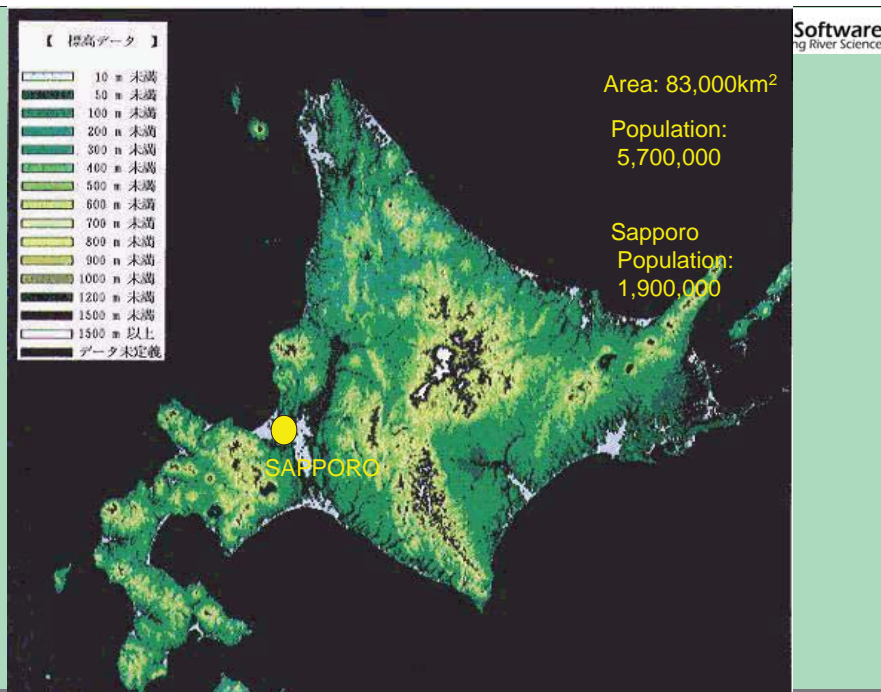 【 標高データ 】
10 m 未満
50 m 未満
100 m 未満
200 m 未満
300 m 未満
400 m 未満
500 m 未満
600 m 未満
700 m 未満
800 m 未満
900 m 未満
1000 m 未満
1200 m 未満
1500 m 未満
1500 m 以上
データ未定義
Area: 83,000km²
Population:
5,700,000
Sapporo
Population:
1,900,000
SAPPORO
Software
ng River Science